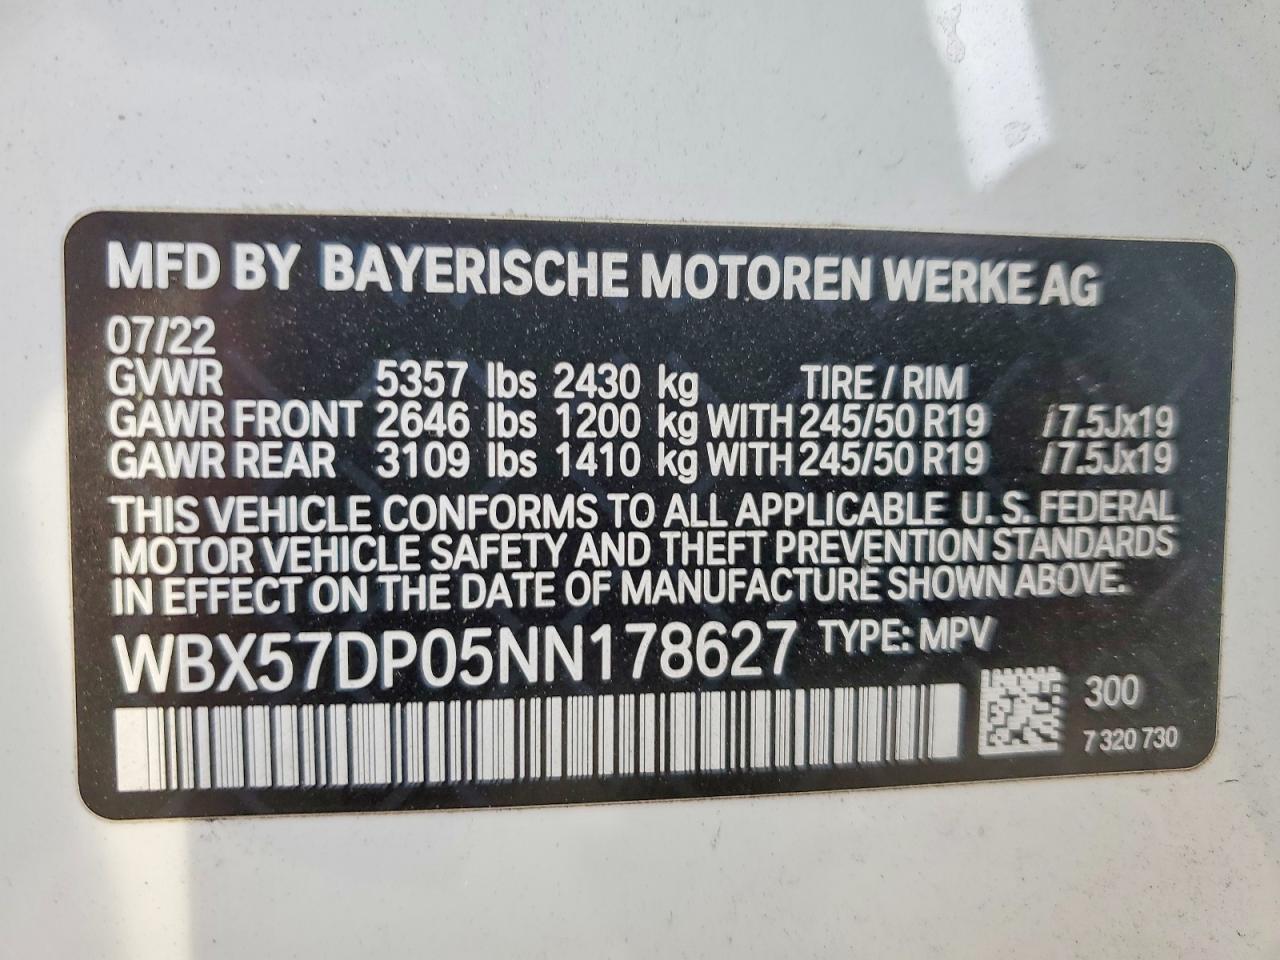 MFD BY BAYERISCHE MOTOREN WERKE AG
07/22
GVWR 5357 lbs 2430 kg TIRE / RIM
GAWR FRONT 2646 lbs 1200 kg WITH 245/50 R19 / 7.5Jx19
GAWR REAR 3109 lbs 1410 kg WITH 245/50 R19 / 7.5Jx19
THIS VEHICLE CONFORMS TO ALL APPLICABLE U. S. FEDERAL
MOTOR VEHICLE SAFETY AND THEFT PREVENTION STANDARDS
IN EFFECT ON THE DATE OF MANUFACTURE SHOWN ABOVE.
WBX57DP05NN178627 TYPE: MPV
300
7 320 730